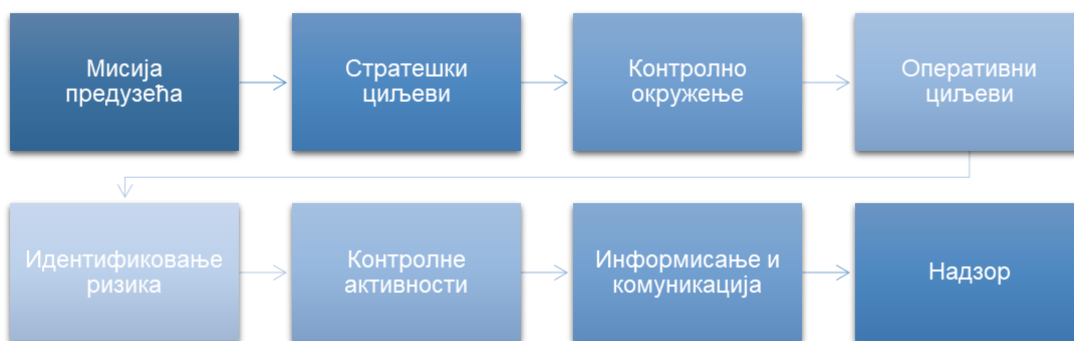 Мисија
предузећа
Стратешки
циљеви
Контролно
окружење
Оперативни
циљеви
Идентификовање
ризика
Контролне
активности
Информисање и
комуникација
Надзор